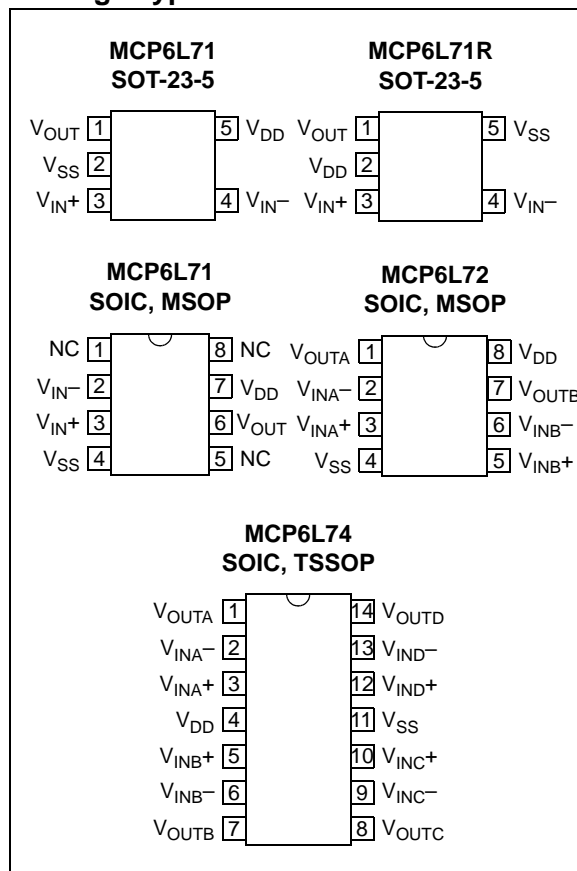 MCP6L71 MCP6L71R
SOT-23-5 SOT-23-5
VOUT 1 5 VDD VOUT 1 5 VSS
VSS 2 VDD 2
VIN+ 3 4 VIN– VIN+ 3 4 VIN–
MCP6L71 MCP6L72
SOIC, MSOP SOIC, MSOP
NC 1 8 NC VOUTA 1 8 VDD
VIN– 2 7 VDD VINA– 2 7 VOUTB
VIN+ 3 6 VOUT VINA+ 3 6 VINB–
VSS 4 5 NC VSS 4 5 VINB+
MCP6L74
SOIC, TSSOP
VOUTA 1 14 VOUTD
VINA– 2 13 VIND–
VINA+ 3 12 VIND+
VDD 4 11 VSS
VINB+ 5 10 VINC+
VINB– 6 9 VINC–
VOUTB 7 8 VOUTC